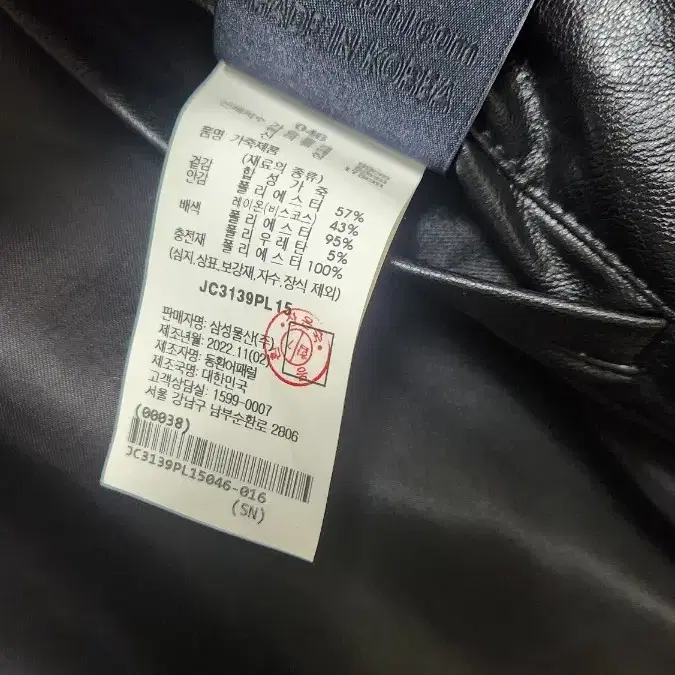 MADE IN KOREA
046
품명 가죽제품
겉감 (재료의 종류)
안감 합성가죽
폴리에스터 57%
레이온(비스코스) 43%
배색 폴리에스터 95%
폴리우레탄 5%
충전재 폴리에스터 100%
(심지,상표,보강재,자수,장식 제외)
JC3139PL15
판매자명: 삼성물산(주)
제조년월: 2022.11(02)
제조자명: 동환어패럴
제조국명: 대한민국
고객상담실: 1599-0007
서울 강남구 남부순환로 2806
(00038)
JC3139PL15046-016
(SN)